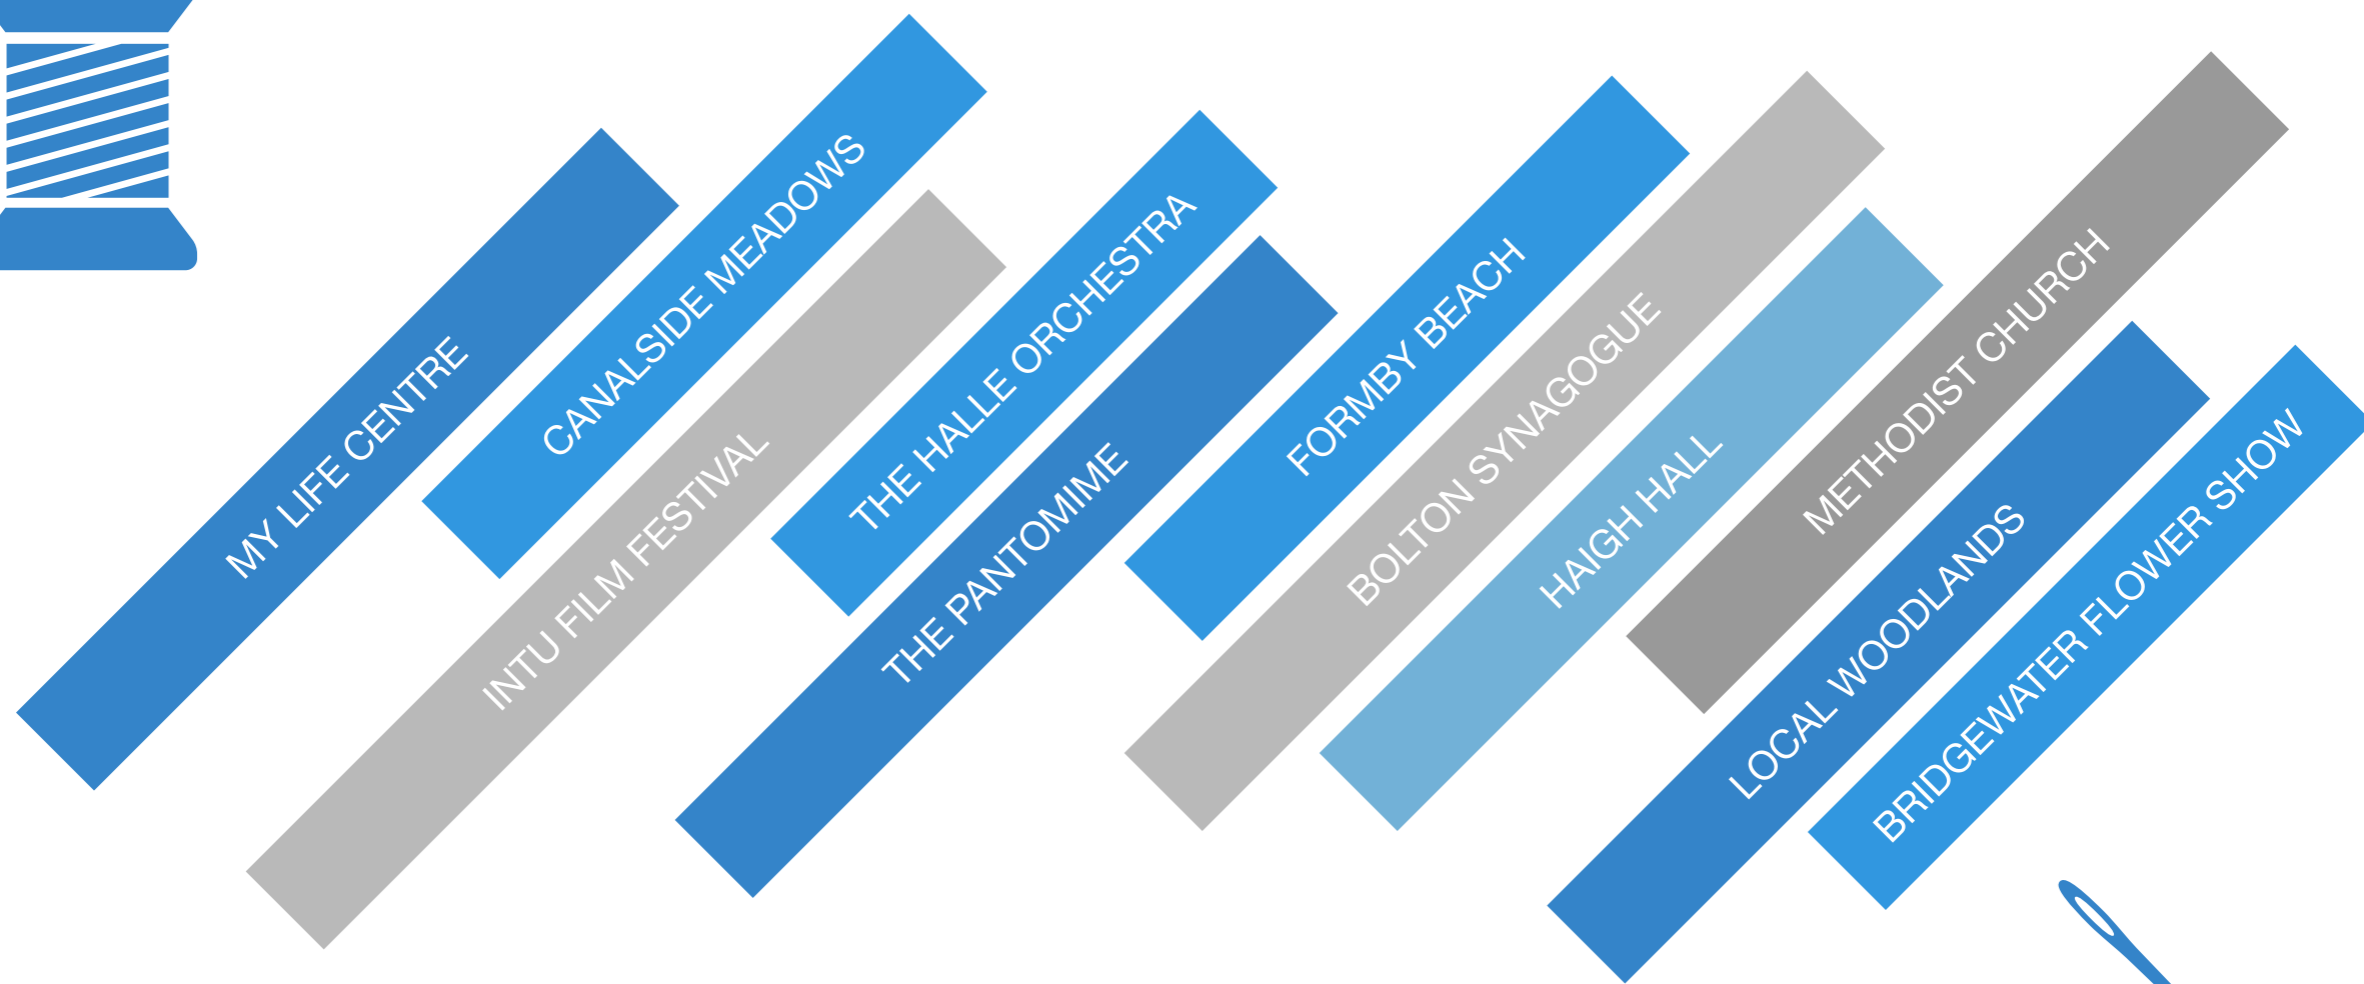 MY LIFE CENTRE
CANALSIDE MEADOWS
INTU FILM FESTIVAL
THE HALLE ORCHESTRA
THE PANTOMIME
FORMBY BEACH
BOLTON SYNAGOGUE
HAIGH HALL
METHODIST CHURCH
LOCAL WOODLANDS
BRIDGEWATER FLOWER SHOW